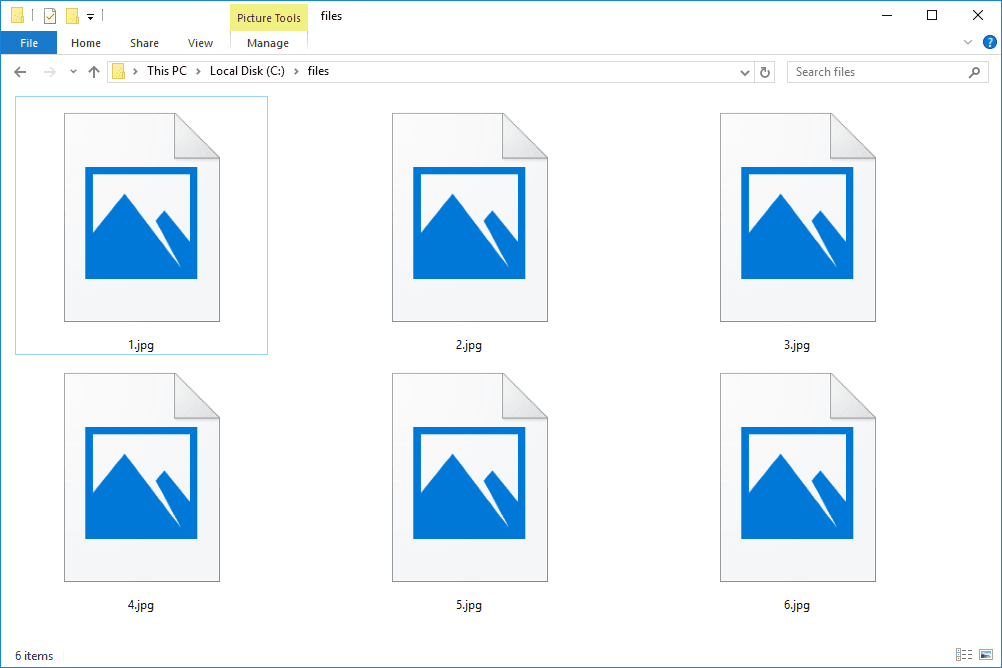 Picture Tools files
File Home Share View Manage ?
This PC Local Disk (C:) files Search files
1.jpg 2.jpg 3.jpg
4.jpg 5.jpg 6.jpg
6 items